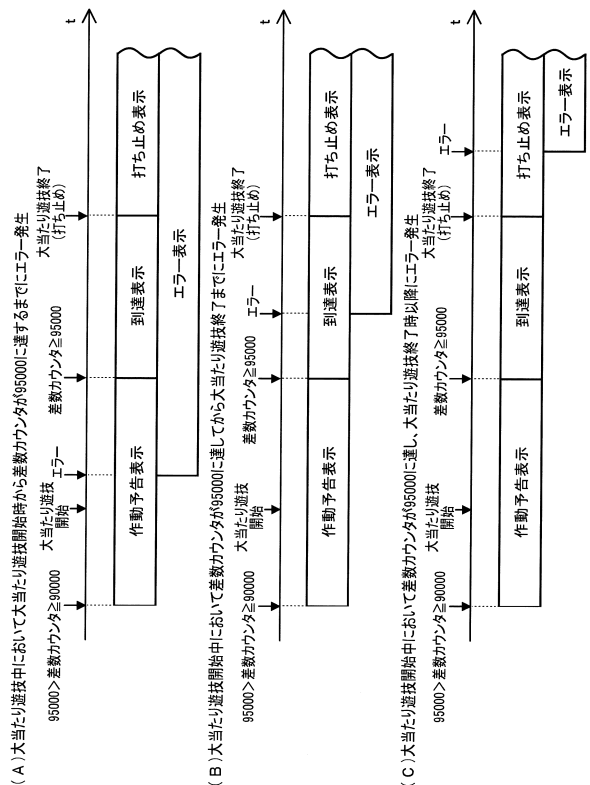 (A)大当たり遊技中において大当たり遊技開始時から差数カウンタが95000に達するまでにエラー発生
95000＞差数カウンタ≧90000
大当たり遊技
開始
エラー
差数カウンタ≧95000
大当たり遊技終了
(打ち止め)
t
作動予告表示
到達表示
打ち止め表示
エラー表示
(B)大当たり遊技開始中において差数カウンタが95000に達してから大当たり遊技終了までにエラー発生
95000＞差数カウンタ≧90000
大当たり遊技
開始
差数カウンタ≧95000
エラー
大当たり遊技終了
(打ち止め)
t
作動予告表示
到達表示
打ち止め表示
エラー表示
(C)大当たり遊技開始中において差数カウンタが95000に達し、大当たり遊技終了時以降にエラー発生
95000＞差数カウンタ≧90000
大当たり遊技
開始
差数カウンタ≧95000
大当たり遊技終了
(打ち止め)
エラー
t
作動予告表示
到達表示
打ち止め表示
エラー表示